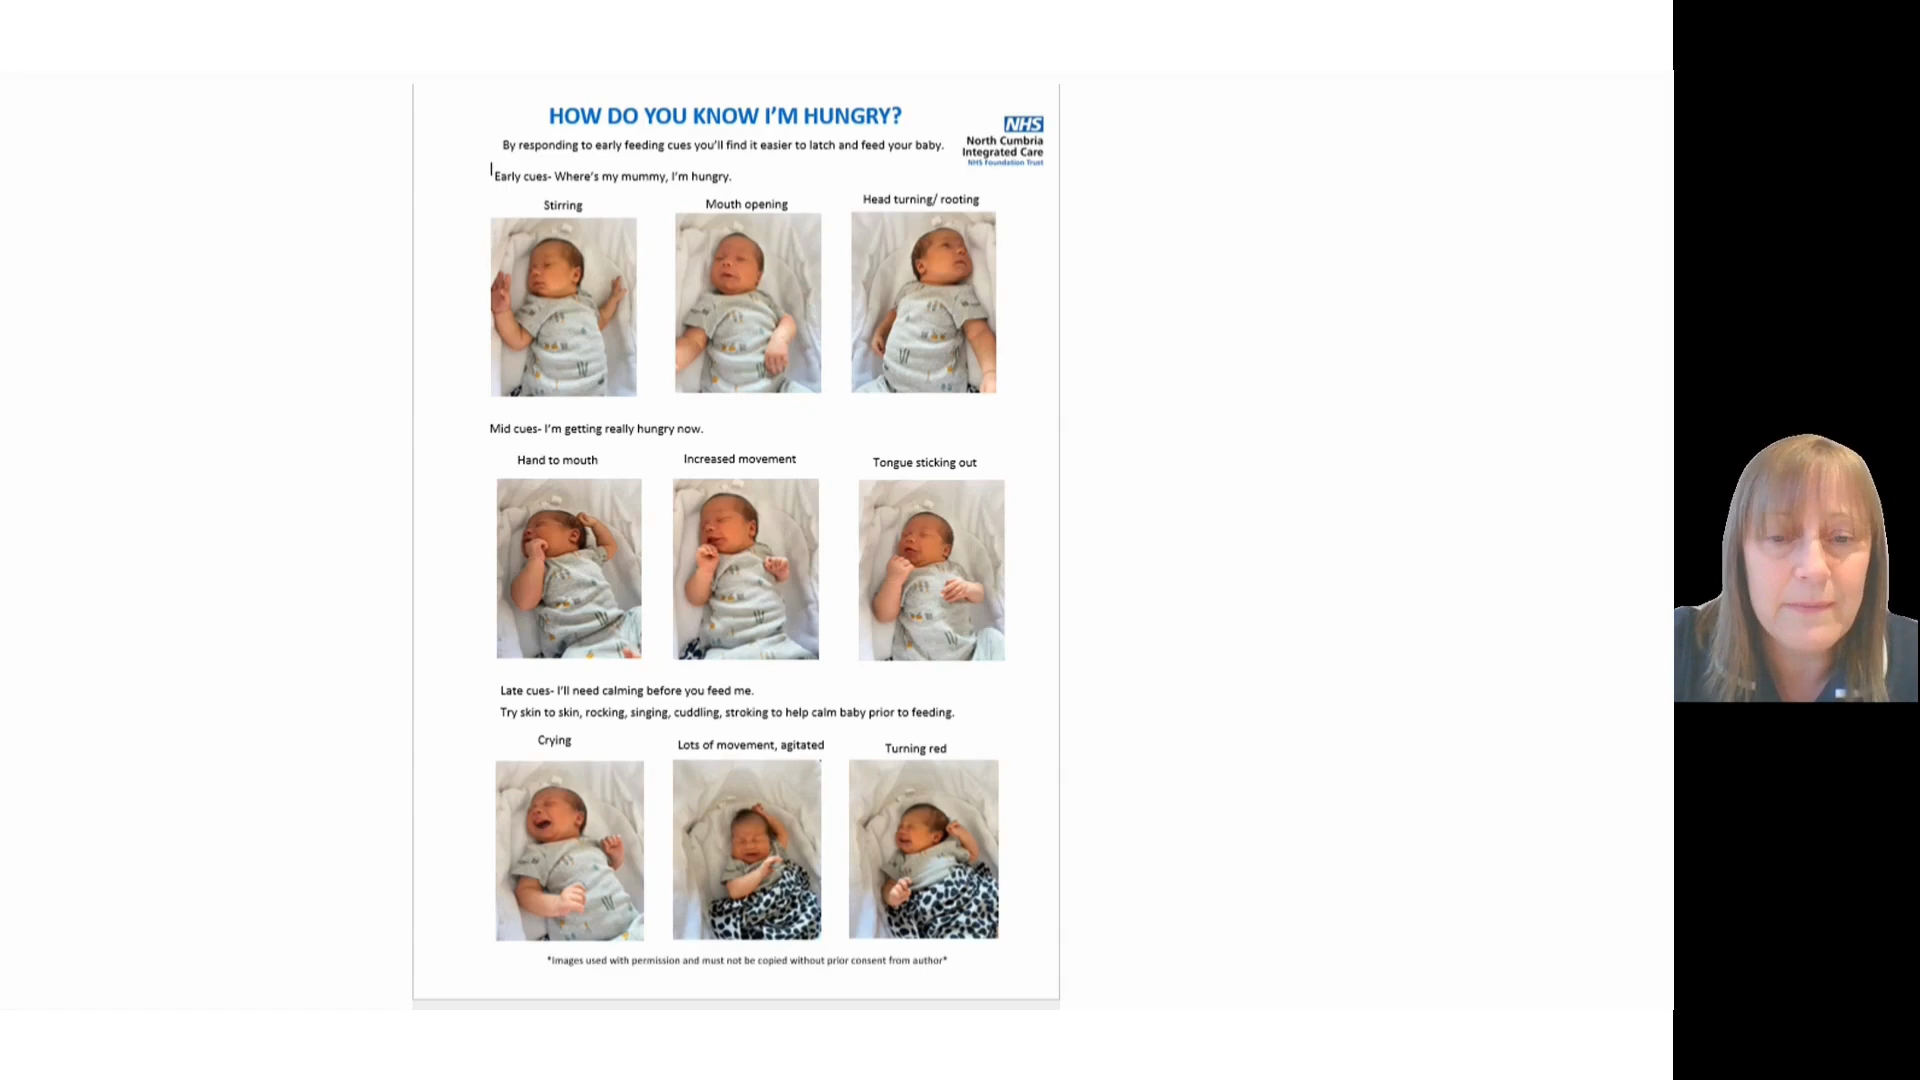 HOW DO YOU KNOW I'M HUNGRY?
NHS
North Cumbria
Integrated Care
NHS Foundation Trust
By responding to early feeding cues you'll find it easier to latch and feed your baby.
Early cues- Where's my mummy, I'm hungry.
Stirring
Mouth opening
Head turning/ rooting
Mid cues- I'm getting really hungry now.
Hand to mouth
Increased movement
Tongue sticking out
Late cues- I'll need calming before you feed me.
Try skin to skin, rocking, singing, cuddling, stroking to help calm baby prior to feeding.
Crying
Lots of movement, agitated
Turning red
*Images used with permission and must not be copied without prior consent from author*